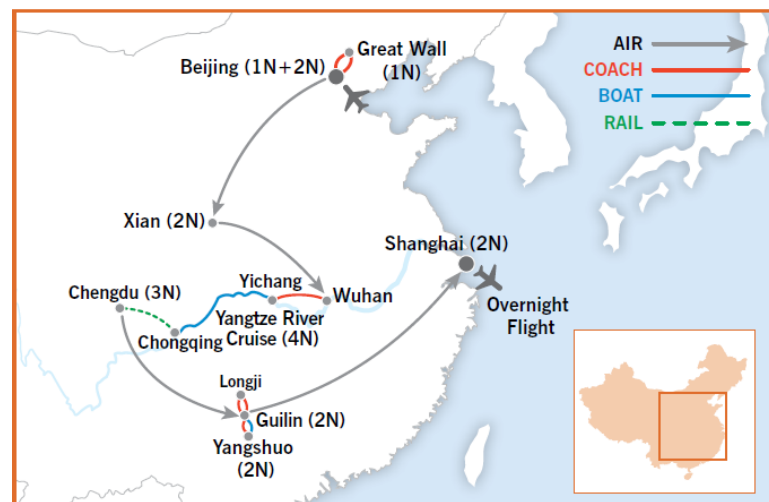 Great Wall
(1N)
Beijing (1N+2N)
AIR
COACH
BOAT
RAIL
Xian (2N)
Shanghai (2N)
Overnight
Flight
Yichang
Wuhan
Chengdu (3N)
Yangtze River
Cruise (4N)
Chongqing
Longji
Guilin (2N)
Yangshuo
(2N)